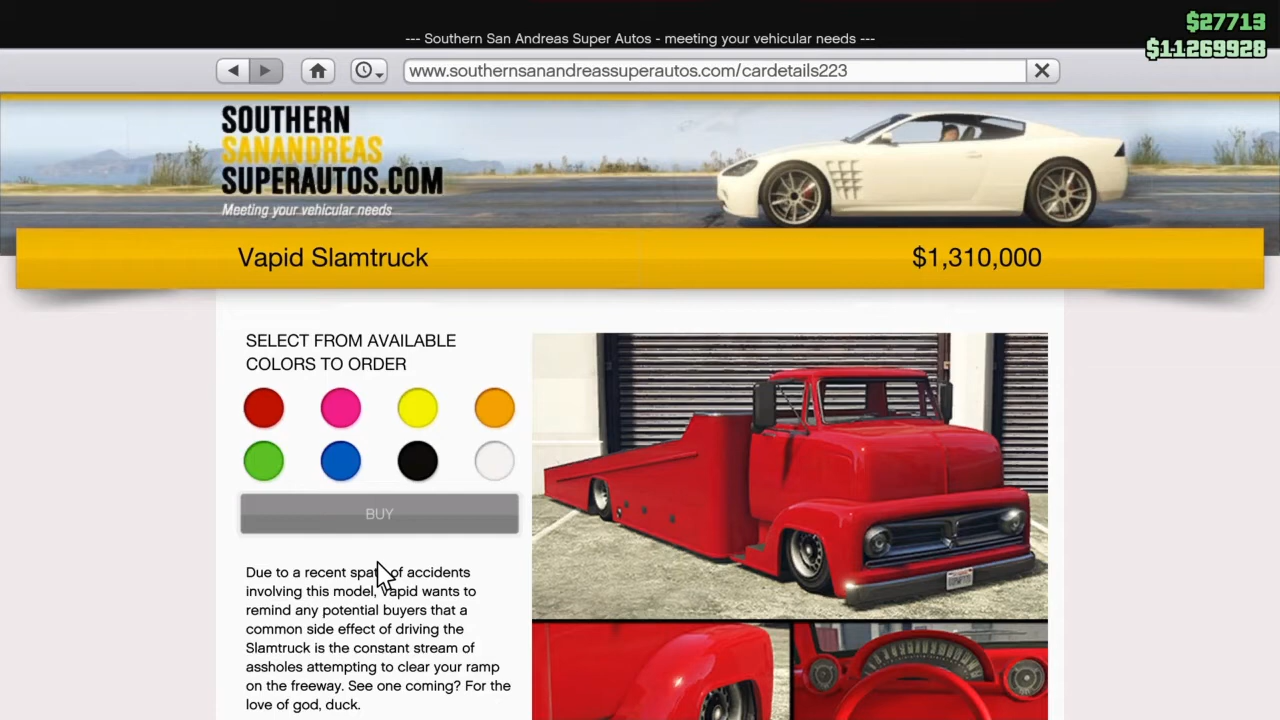 $27713
--- Southern San Andreas Super Autos - meeting your vehicular needs ---
$11269928
www.southernsanandreassuperautos.com/cardetails223
SOUTHERN
SANANDREAS
SUPERAUTOS.COM
Meeting your vehicular needs
Vapid Slamtruck
$1,310,000
SELECT FROM AVAILABLE
COLORS TO ORDER
BUY
Due to a recent spate of accidents
involving this model, Vapid wants to
remind any potential buyers that a
common side effect of driving the
Slamtruck is the constant stream of
assholes attempting to clear your ramp
on the freeway. See one coming? For the
love of god, duck.